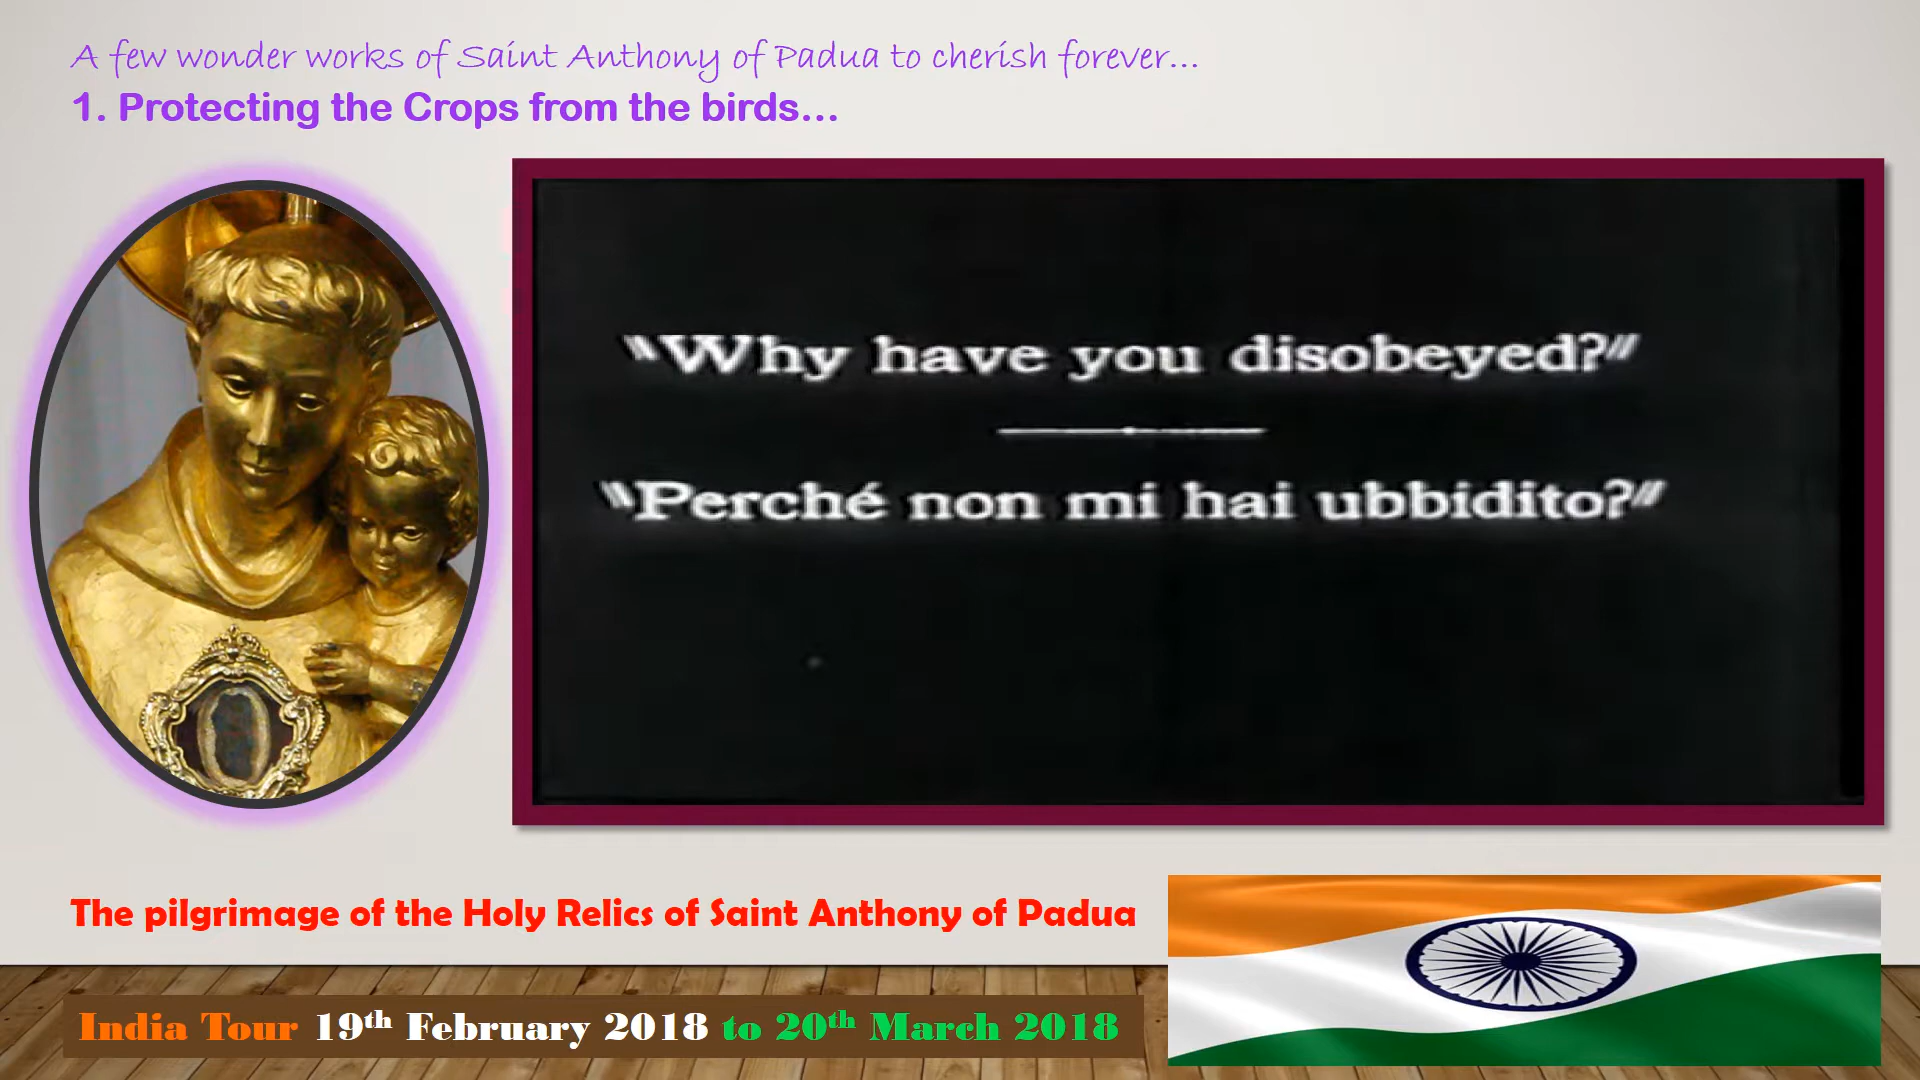 A few wonder works of Saint Anthony of Padua to cherish forever...
1. Protecting the Crops from the birds...
"Why have you disobeyed?"
"Perché non mi hai ubbidito?"
The pilgrimage of the Holy Relics of Saint Anthony of Padua
India Tour 19th February 2018 to 20th March 2018